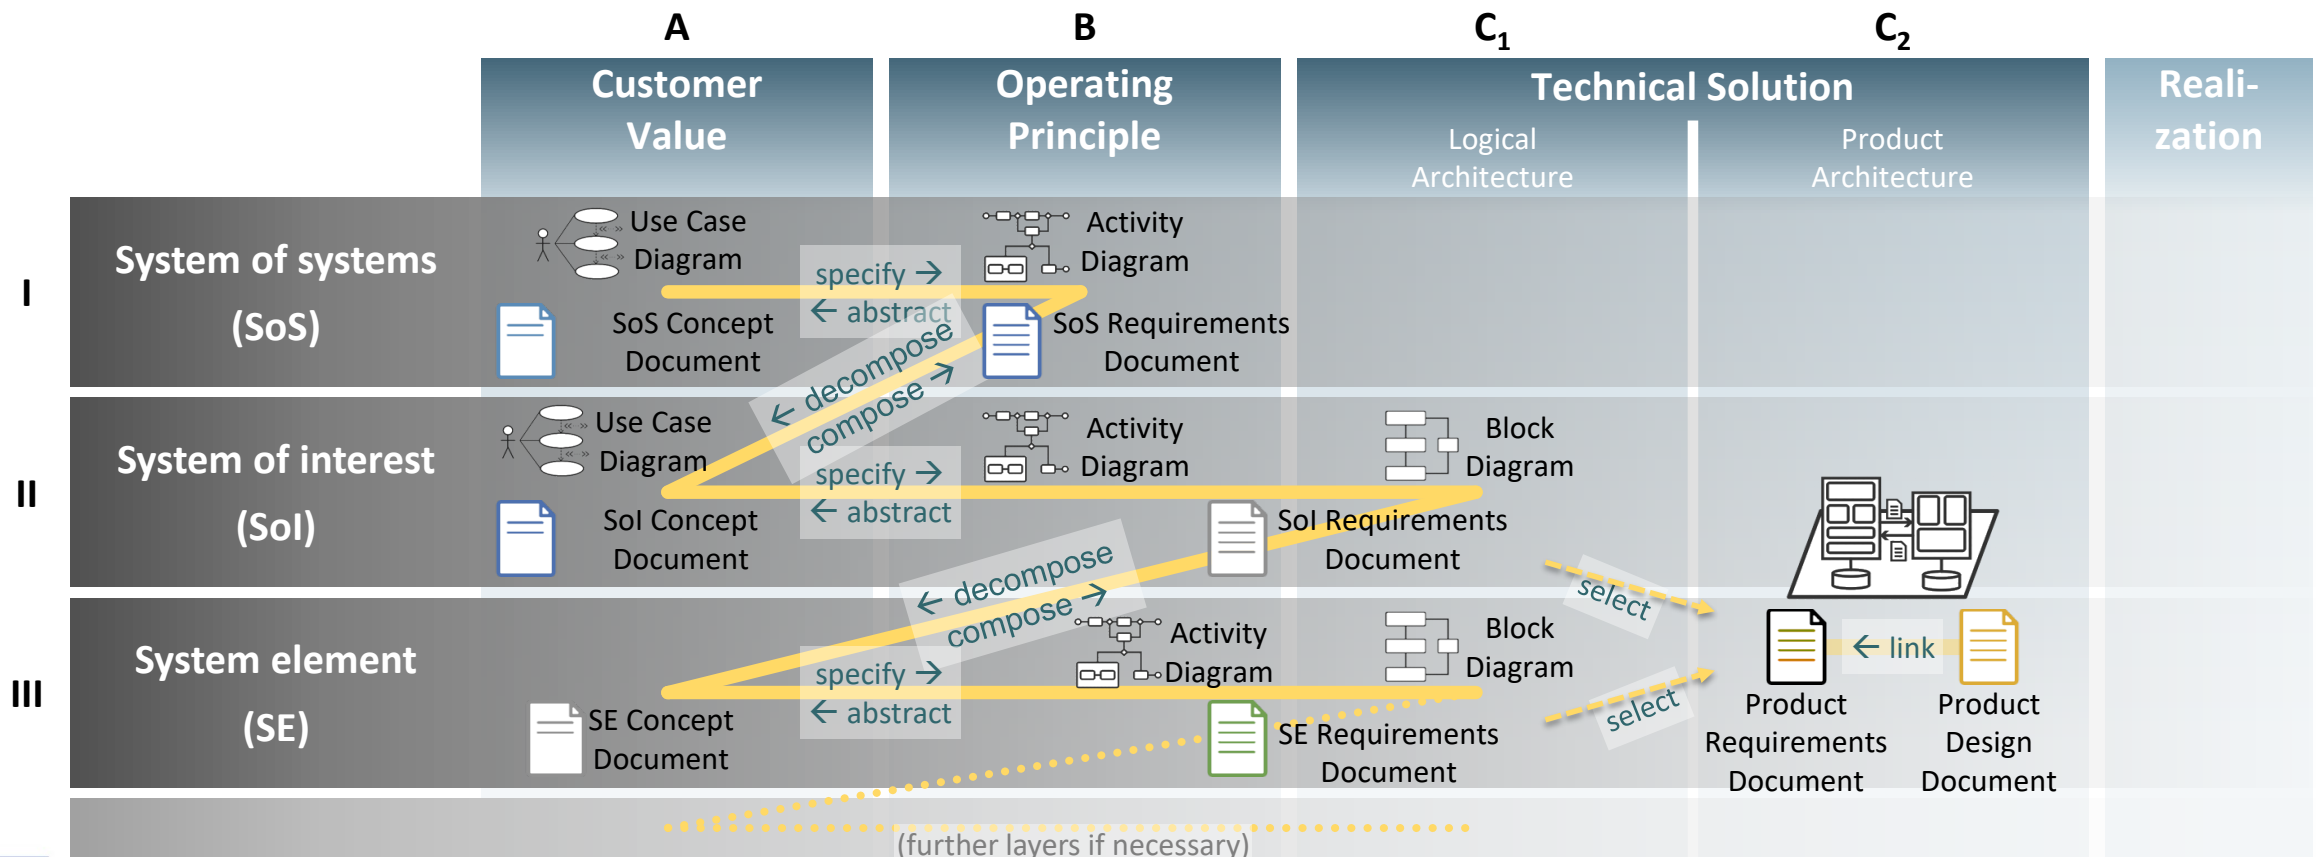 A
B
C1
C2
Customer
Value
Operating
Principle
Technical Solution
Logical
Architecture
Product
Architecture
Reali-
zation
I
System of systems
(SoS)
Use Case
Diagram
SoS Concept
Document
specify →
← abstract
Activity
Diagram
SoS Requirements
Document
← decompose
compose →
II
System of interest
(SoI)
Use Case
Diagram
SoI Concept
Document
specify →
← abstract
Activity
Diagram
Block
Diagram
SoI Requirements
Document
← decompose
compose →
select
III
System element
(SE)
SE Concept
Document
specify →
← abstract
Activity
Diagram
Block
Diagram
SE Requirements
Document
select
← link
Product
Requirements
Document
Product
Design
Document
(further layers if necessary)